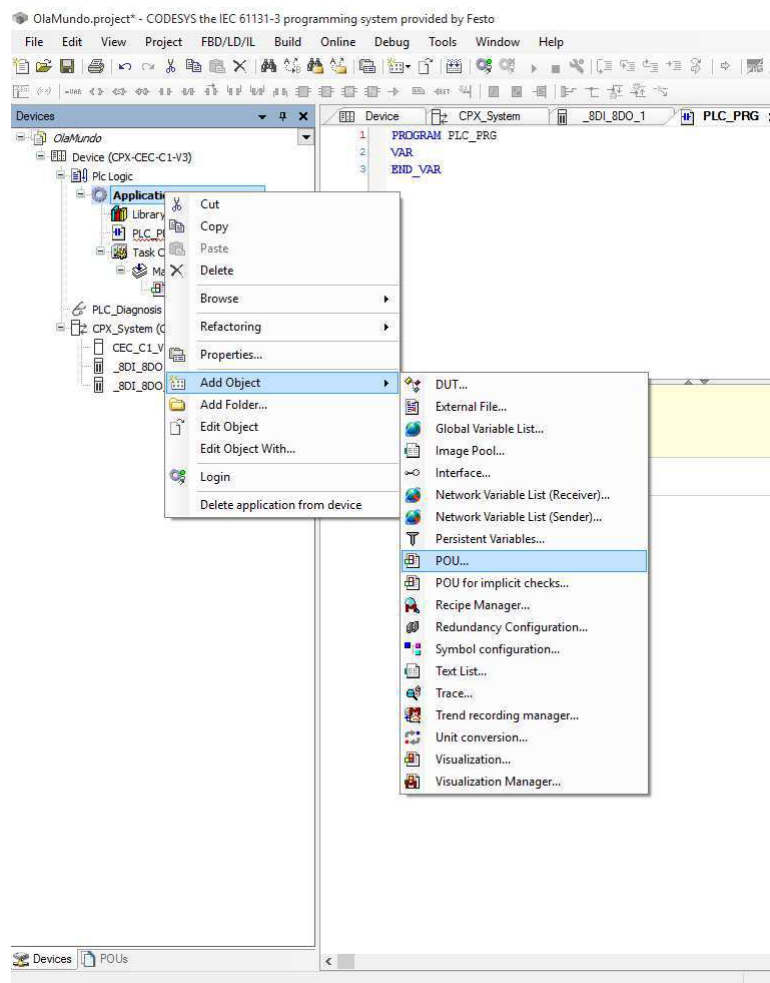 OlaMundo.project* - CODESYS the IEC 61131-3 programming system provided by Festo
File Edit View Project FBD/LD/IL Build Online Debug Tools Window Help
Devices
OlaMundo
Device (CPX-CEC-C1-V3)
Plc Logic
Applicatio
Library
PLC_P
Task C
Ma
PLC_Diagnosis
CPX_System (C
CEC_C1_V
_8DI_8DO
_8DI_8DO
Device CPX_System _8DI_8DO_1 PLC_PRG
1 PROGRAM PLC_PRG
2 VAR
3 END_VAR
Cut
Copy
Paste
Delete
Browse
Refactoring
Properties...
Add Object
Add Folder...
Edit Object
Edit Object With...
Login
Delete application from device
DUT...
External File...
Global Variable List...
Image Pool...
Interface...
Network Variable List (Receiver)...
Network Variable List (Sender)...
Persistent Variables...
POU...
POU for implicit checks...
Recipe Manager...
Redundancy Configuration...
Symbol configuration...
Text List...
Trace...
Trend recording manager...
Unit conversion...
Visualization...
Visualization Manager...
Devices POUs